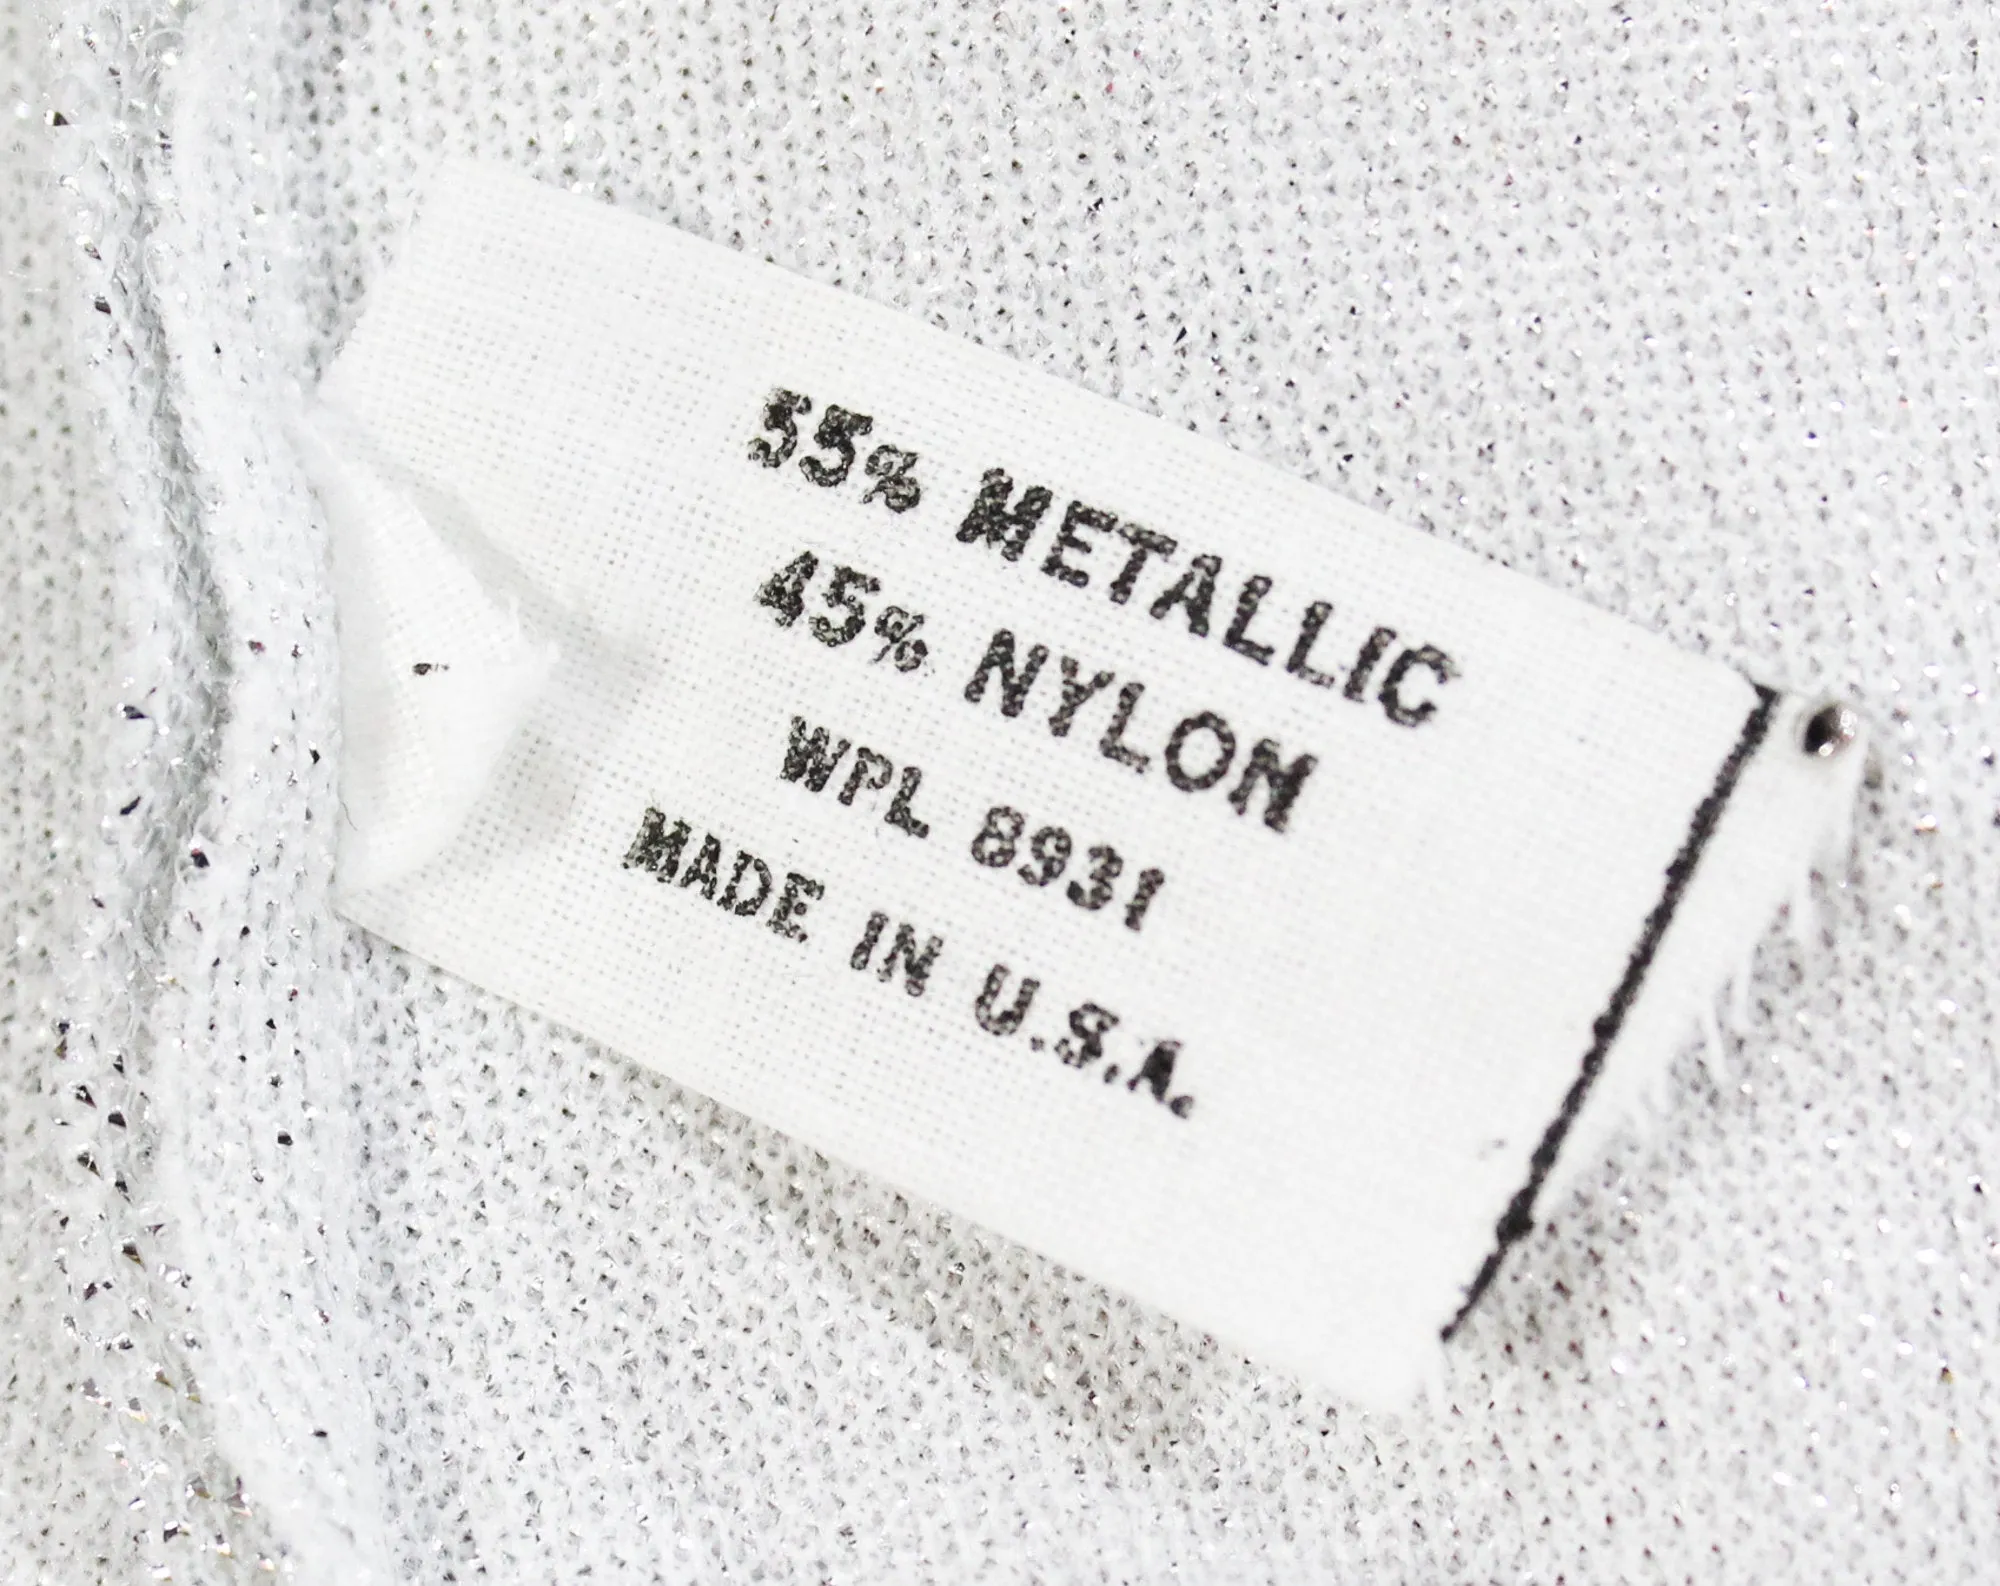 55% METALLIC
45% NYLON
WPL 8931
MADE IN U.S.A.